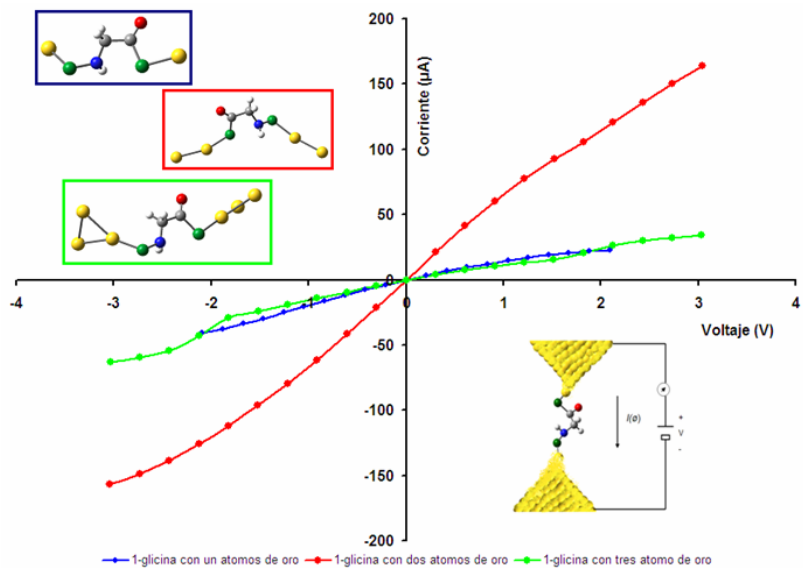 200
150
100
50
0
-50
-100
-150
-200
Corriente (µA)
-4 -3 -2 -1 0 1 2 3 4
Voltaje (V)
I(ø)
+
V
-
1-glicina con un atomos de oro 1-glicina con dos atomos de oro 1-glicina con tres atomo de oro